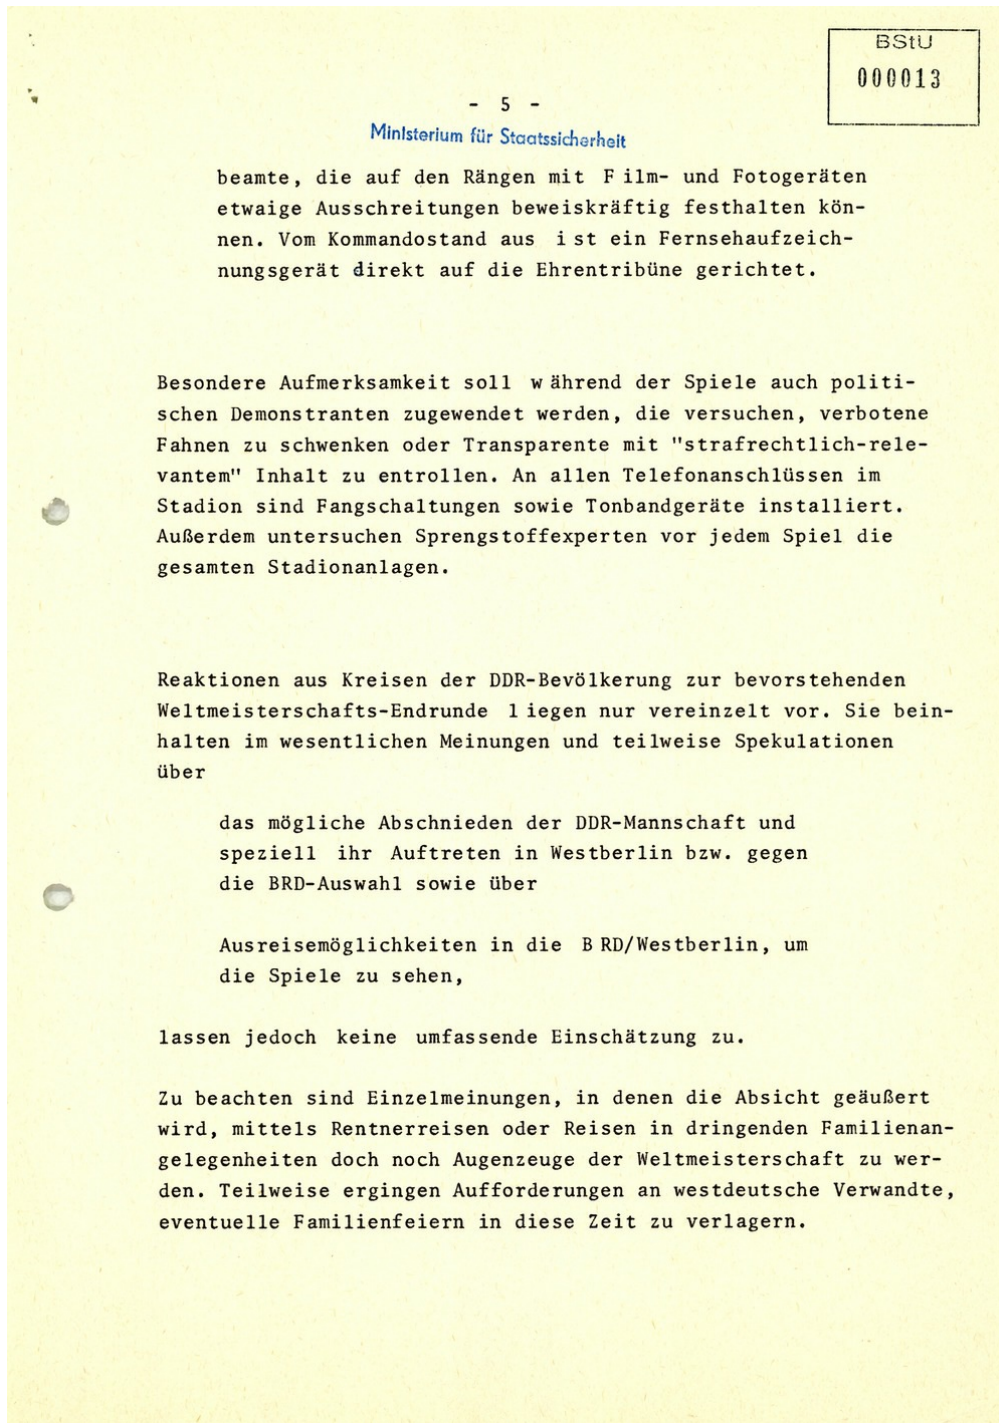 BStU
000013
- 5 -
Ministerium für Staatssicherheit
beamte, die auf den Rängen mit Film- und Fotogeräten
etwaige Ausschreitungen beweiskräftig festhalten kön-
nen. Vom Kommandostand aus ist ein Fernsehaufzeich-
nungsgerät direkt auf die Ehrentribüne gerichtet.
Besondere Aufmerksamkeit soll während der Spiele auch politi-
schen Demonstranten zugewendet werden, die versuchen, verbotene
Fahnen zu schwenken oder Transparente mit "strafrechtlich-rele-
vantem" Inhalt zu entrollen. An allen Telefonanschlüssen im
Stadion sind Fangschaltungen sowie Tonbandgeräte installiert.
Außerdem untersuchen Sprengstoffexperten vor jedem Spiel die
gesamten Stadionanlagen.
Reaktionen aus Kreisen der DDR-Bevölkerung zur bevorstehenden
Weltmeisterschafts-Endrunde liegen nur vereinzelt vor. Sie bein-
halten im wesentlichen Meinungen und teilweise Spekulationen
über
das mögliche Abschnieden der DDR-Mannschaft und
speziell ihr Auftreten in Westberlin bzw. gegen
die BRD-Auswahl sowie über
Ausreisemöglichkeiten in die BRD/Westberlin, um
die Spiele zu sehen,
lassen jedoch keine umfassende Einschätzung zu.
Zu beachten sind Einzelmeinungen, in denen die Absicht geäußert
wird, mittels Rentnerreisen oder Reisen in dringenden Familienan-
gelegenheiten doch noch Augenzeuge der Weltmeisterschaft zu wer-
den. Teilweise ergingen Aufforderungen an westdeutsche Verwandte,
eventuelle Familienfeiern in diese Zeit zu verlagern.